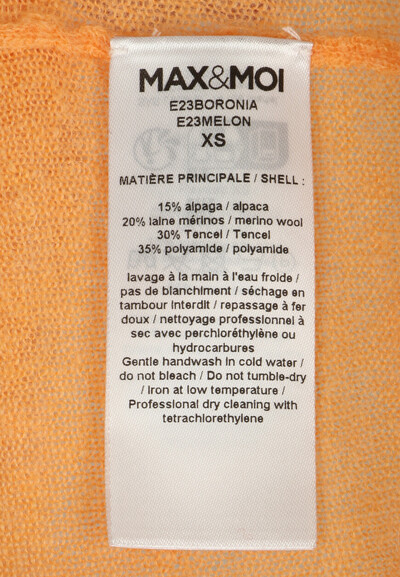 MAX&MOI
E23BORONIA
E23MELON
XS
MATIÈRE PRINCIPALE / SHELL :
15% alpaga / alpaca
20% laine mérinos / merino wool
30% Tencel / Tencel
35% polyamide / polyamide
lavage à la main à l'eau froide /
pas de blanchiment / séchage en
tambour interdit / repassage à fer
doux / nettoyage professionnel à
sec avec perchloréthylène ou
hydrocarbures
Gentle handwash in cold water /
do not bleach / Do not tumble-dry
/ Iron at low temperature /
Professional dry cleaning with
tetrachlorethylene